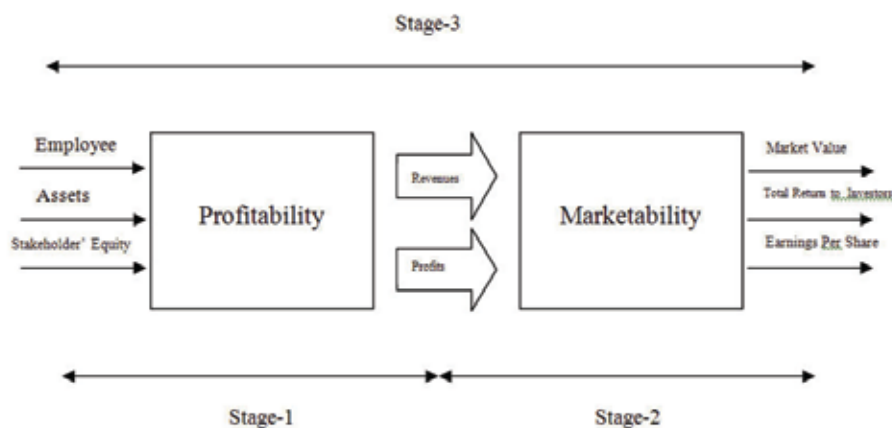 Stage-3
Employee
Assets
Stakeholder' Equity
Profitability
Revenues
Profits
Marketability
Market Value
Total Return to Investors
Earnings Per Share
Stage-1
Stage-2